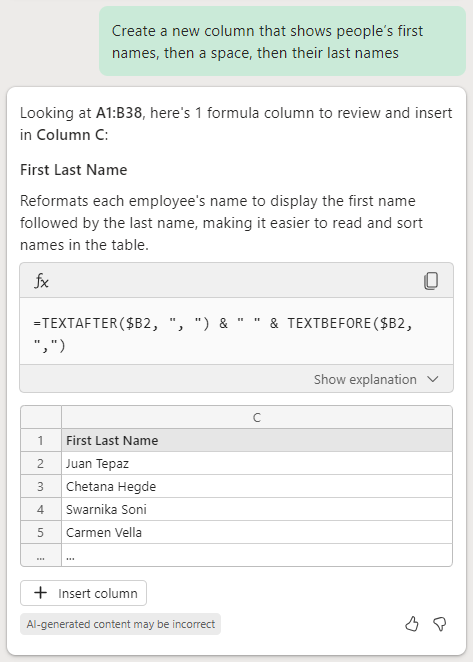 Create a new column that shows people's first
names, then a space, then their last names
Looking at A1:B38, here's 1 formula column to review and insert
in Column C:
First Last Name
Reformats each employee's name to display the first name
followed by the last name, making it easier to read and sort
names in the table.
fx
=TEXTAFTER($B2, ", ") & " " & TEXTBEFORE($B2,
",")
Show explanation
C
1 First Last Name
2 Juan Tepaz
3 Chetana Hegde
4 Swarnika Soni
5 Carmen Vella
... ...
+ Insert column
AI-generated content may be incorrect